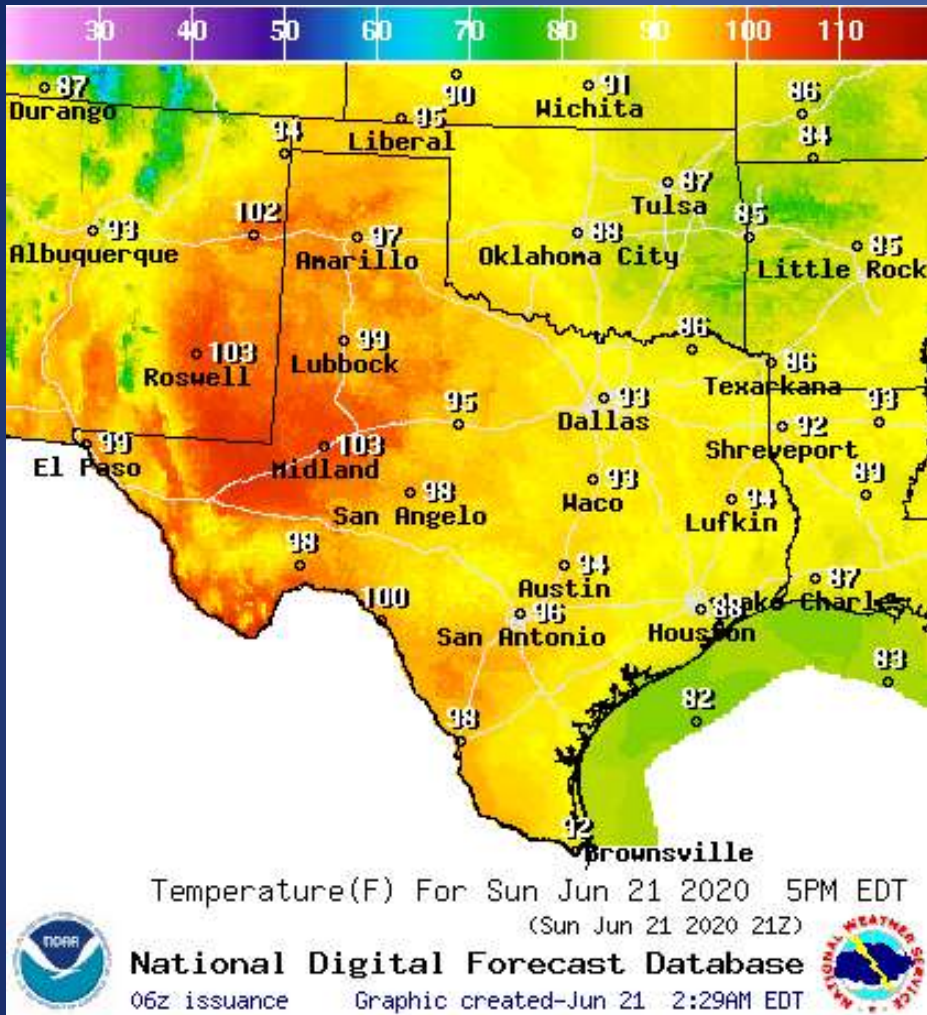 30 40 50 60 70 80 90 100 110
87 90 91 86
Durango Wichita
95
Liberal
94 84
87
Tulsa
93 102 97 88 85 85
Albuquerque Amarillo Oklahoma City Little Rock
103 99 86 86
Roswell Lubbock Texarkana
95 93 93
Dallas
99 103 92
El Paso Midland Shreveport
98 93 94 89
San Angelo Waco Lufkin
98 94 87
Austin Lake Charles
100 96 88
San Antonio Houston
83
98 82
92
Brownsville
Temperature(F) For Sun Jun 21 2020 5PM EDT
(Sun Jun 21 2020 21Z)
National Digital Forecast Database
06z issuance Graphic created-Jun 21 2:29AM EDT
NOAA
NATIONAL WEATHER SERVICE